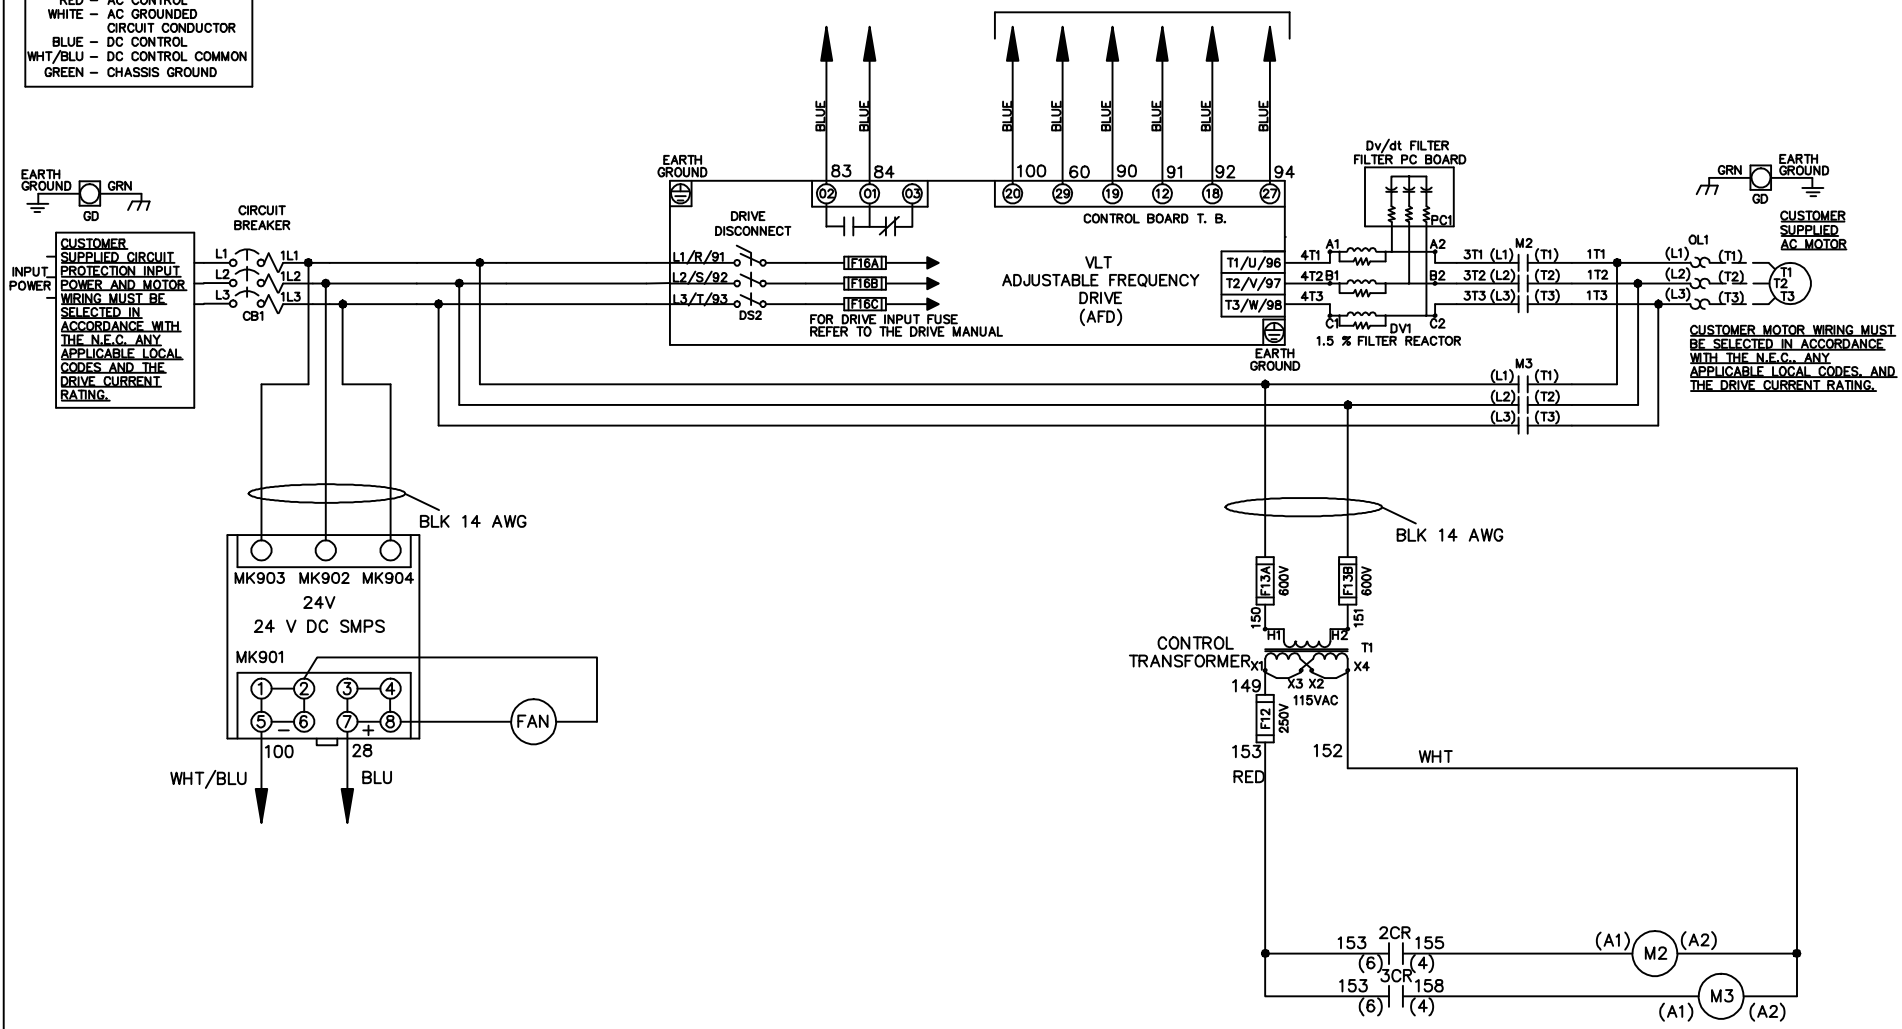 RED – AC CONTROL
WHITE – AC GROUNDED
CIRCUIT CONDUCTOR
BLUE – DC CONTROL
WHT/BLU – DC CONTROL COMMON
GREEN – CHASSIS GROUND
BLUE
BLUE
BLUE
BLUE
BLUE
BLUE
BLUE
BLUE
83
84
100
60
90
91
92
94
02
01
03
20
29
19
12
18
27
CONTROL BOARD T. B.
EARTH
GROUND
GRN
GD
CUSTOMER
SUPPLIED CIRCUIT
PROTECTION INPUT
POWER AND MOTOR
WIRING MUST BE
SELECTED IN
ACCORDANCE WITH
THE N.E.C. ANY
APPLICABLE LOCAL
CODES AND THE
DRIVE CURRENT
RATING.
INPUT
POWER
CIRCUIT
BREAKER
L1
L2
L3
1L1
1L2
1L3
CB1
EARTH
GROUND
DRIVE
DISCONNECT
L1/R/91
L2/S/92
L3/T/93
DS2
F16A
F16B
F16C
FOR DRIVE INPUT FUSE
REFER TO THE DRIVE MANUAL
VLT
ADJUSTABLE FREQUENCY
DRIVE
(AFD)
T1/U/96
T2/V/97
T3/W/98
EARTH
GROUND
4T1
4T2
4T3
A1
B1
C1
A2
B2
C2
DV1
1.5 % FILTER REACTOR
Dv/dt FILTER
FILTER PC BOARD
PC1
M2
3T1 (L1) (T1) 1T1
3T2 (L2) (T2) 1T2
3T3 (L3) (T3) 1T3
OL1
(L1) (T1)
(L2) (T2)
(L3) (T3)
T1
T2
T3
GRN
GD
EARTH
GROUND
CUSTOMER
SUPPLIED
AC MOTOR
CUSTOMER MOTOR WIRING MUST
BE SELECTED IN ACCORDANCE
WITH THE N.E.C., ANY
APPLICABLE LOCAL CODES, AND
THE DRIVE CURRENT RATING.
M3
(L1) (T1)
(L2) (T2)
(L3) (T3)
BLK 14 AWG
MK903 MK902 MK904
24V
24 V DC SMPS
MK901
1 2 3 4
5 6 7 8
– +
FAN
100
28
WHT/BLU
BLU
BLK 14 AWG
F13A
600V
F13B
600V
150
151
H1
H2
T1
CONTROL
TRANSFORMER
X1
X4
X3 X2
115VAC
149
F12
250V
153
152
RED
WHT
2CR
153 155
(6) (4)
(A1) M2 (A2)
3CR
153 158
(6) (4)
(A1) M3 (A2)